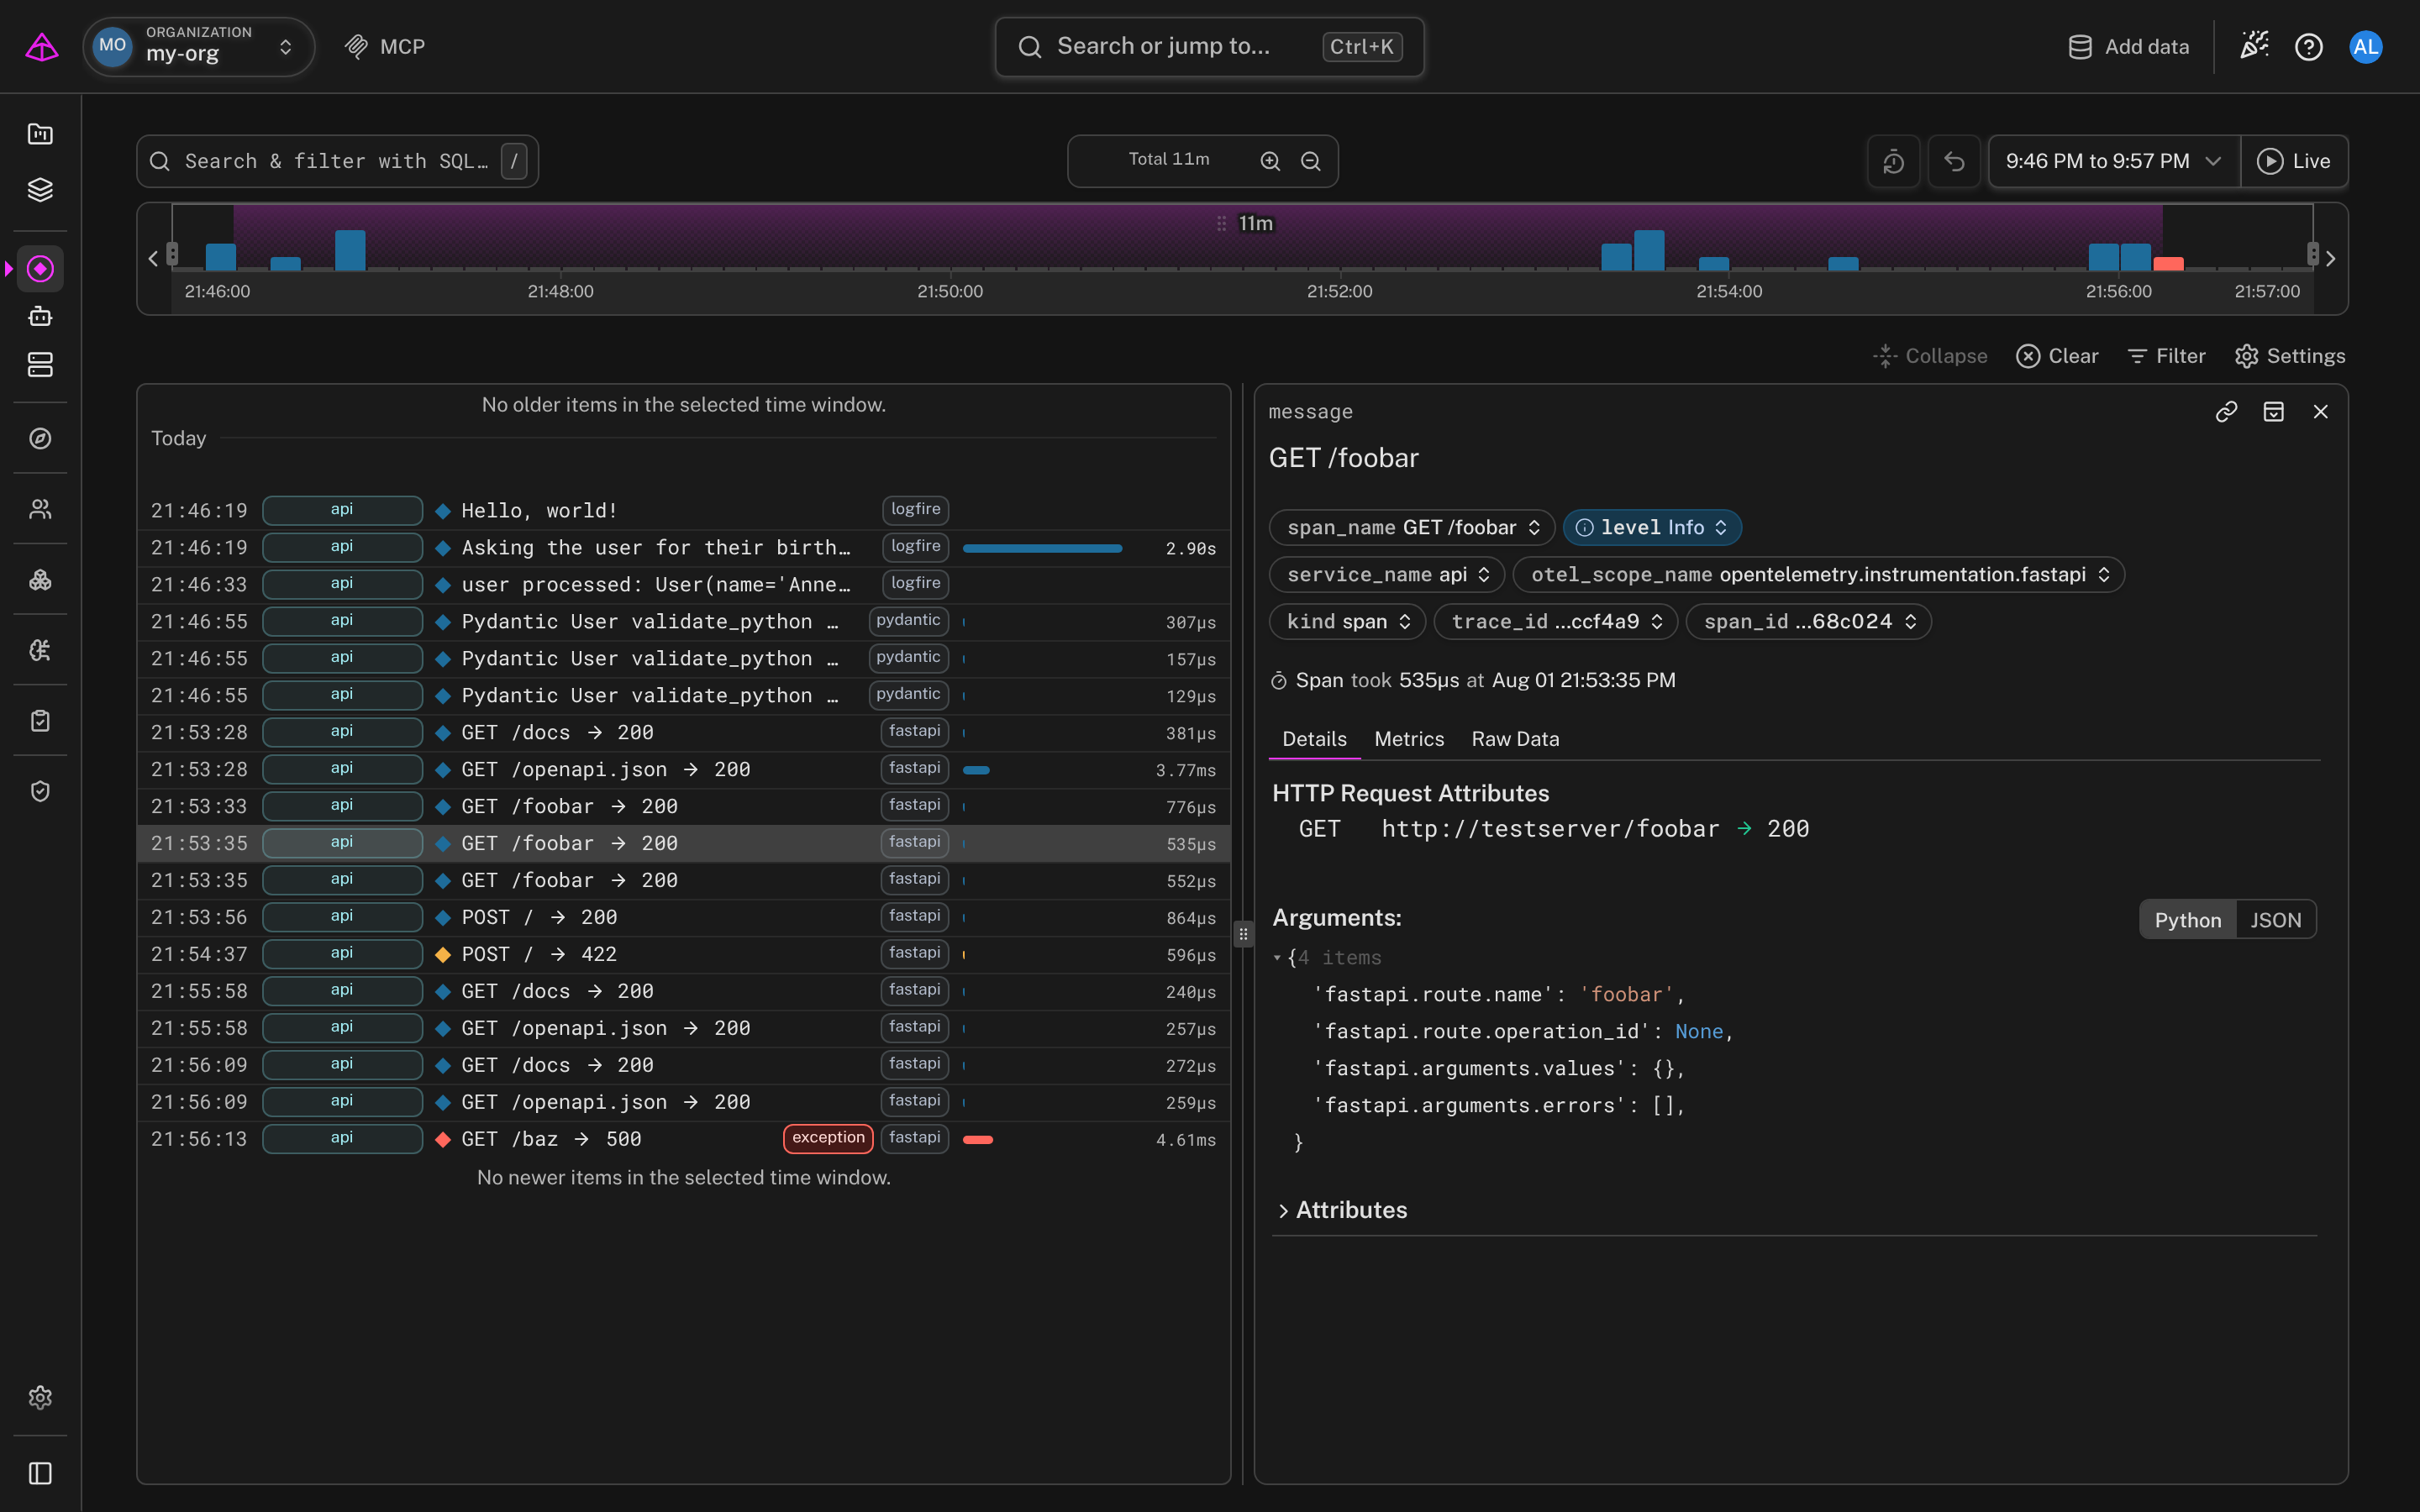 MO
ORGANIZATION
my-org
MCP
Search or jump to...
Ctrl+K
Add data
AL
Search & filter with SQL…
/
Total 11m
9:46 PM to 9:57 PM
Live
11m
21:46:00 21:48:00 21:50:00 21:52:00 21:54:00 21:56:00 21:57:00
Collapse Clear Filter Settings
No older items in the selected time window.
Today
21:46:19 api Hello, world! logfire
21:46:19 api Asking the user for their birth… logfire 2.90s
21:46:33 api user processed: User(name='Anne… logfire
21:46:55 api Pydantic User validate_python … pydantic 307µs
21:46:55 api Pydantic User validate_python … pydantic 157µs
21:46:55 api Pydantic User validate_python … pydantic 129µs
21:53:28 api GET /docs → 200 fastapi 381µs
21:53:28 api GET /openapi.json → 200 fastapi 3.77ms
21:53:33 api GET /foobar → 200 fastapi 776µs
21:53:35 api GET /foobar → 200 fastapi 535µs
21:53:35 api GET /foobar → 200 fastapi 552µs
21:53:56 api POST / → 200 fastapi 864µs
21:54:37 api POST / → 422 fastapi 596µs
21:55:58 api GET /docs → 200 fastapi 240µs
21:55:58 api GET /openapi.json → 200 fastapi 257µs
21:56:09 api GET /docs → 200 fastapi 272µs
21:56:09 api GET /openapi.json → 200 fastapi 259µs
21:56:13 api GET /baz → 500 exception fastapi 4.61ms
No newer items in the selected time window.
message
GET /foobar
span_name GET /foobar level Info
service_name api otel_scope_name opentelemetry.instrumentation.fastapi
kind span trace_id ...ccf4a9 span_id ...68c024
Span took 535µs at Aug 01 21:53:35 PM
Details Metrics Raw Data
HTTP Request Attributes
GET http://testserver/foobar → 200
Arguments:
Python JSON
{4 items
'fastapi.route.name': 'foobar',
'fastapi.route.operation_id': None,
'fastapi.arguments.values': {},
'fastapi.arguments.errors': [],
}
Attributes